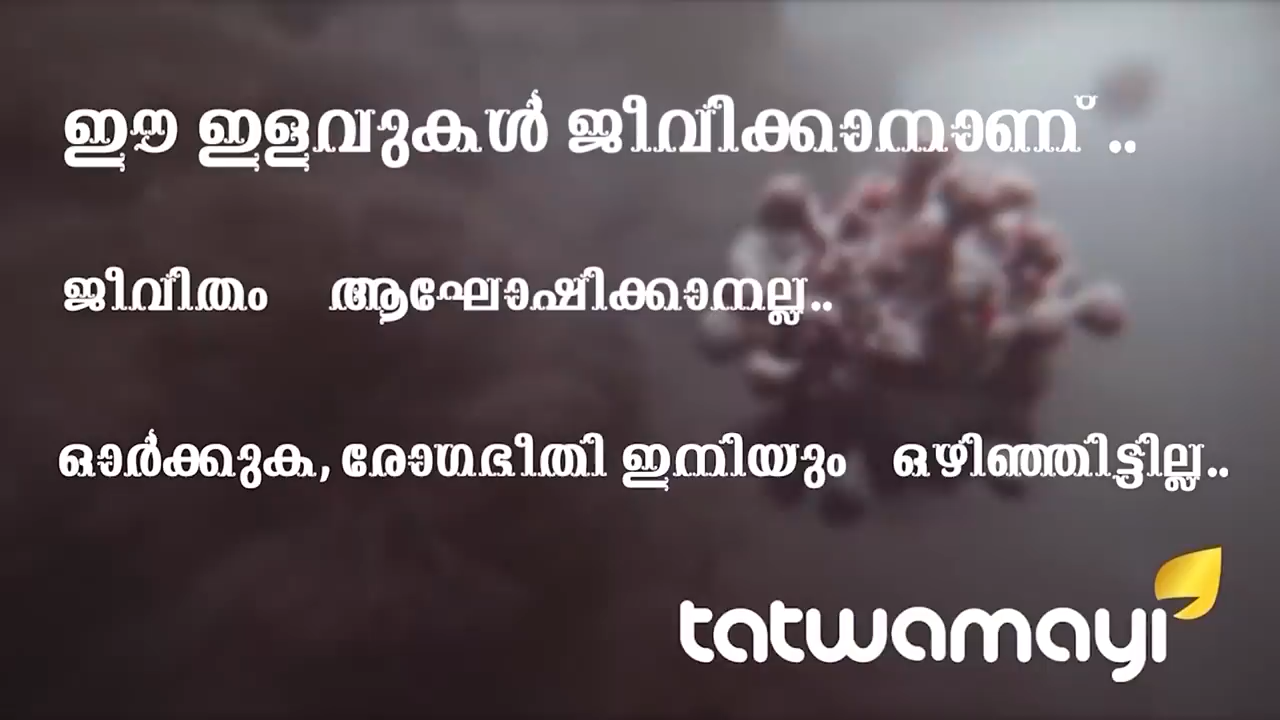 ഈ ഇളവുകൾ ജീവിക്കാനാണ് ..
ജീവിതം ആഘോഷിക്കാനല്ല..
ഓർക്കുക, രോഗഭീതി ഇനിയും ഒഴിഞ്ഞിട്ടില്ല..
tatwamayi